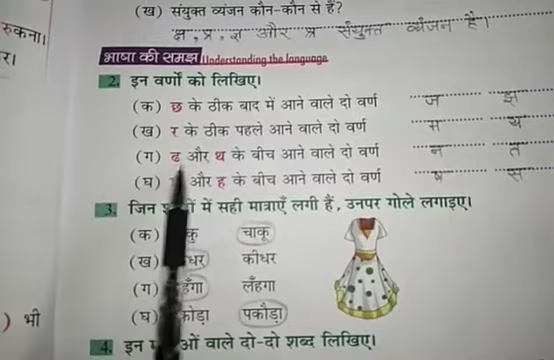 रुकना।
र।
(ख) संयुक्त व्यंजन कौन-कौन से हैं?
क्ष, त्र, ज्ञ और श्र संयुक्त व्यंजन है।
भाषा की समझ Understanding the language
2. इन वर्णों को लिखिए।
(क) छ के ठीक बाद में आने वाले दो वर्ण ज झ
(ख) र के ठीक पहले आने वाले दो वर्ण म य
(ग) ढ और थ के बीच आने वाले दो वर्ण न त
(घ) और ह के बीच आने वाले दो वर्ण ष स
3. जिन में सही मात्राएँ लगी हैं, उनपर गोले लगाइए।
(क) कु चाकू
(ख) धर कीधर
(ग) हँगा लँहगा
(घ) कोड़ा पकौड़ा
) भी
4. इन ओं वाले दो-दो शब्द लिखिए।